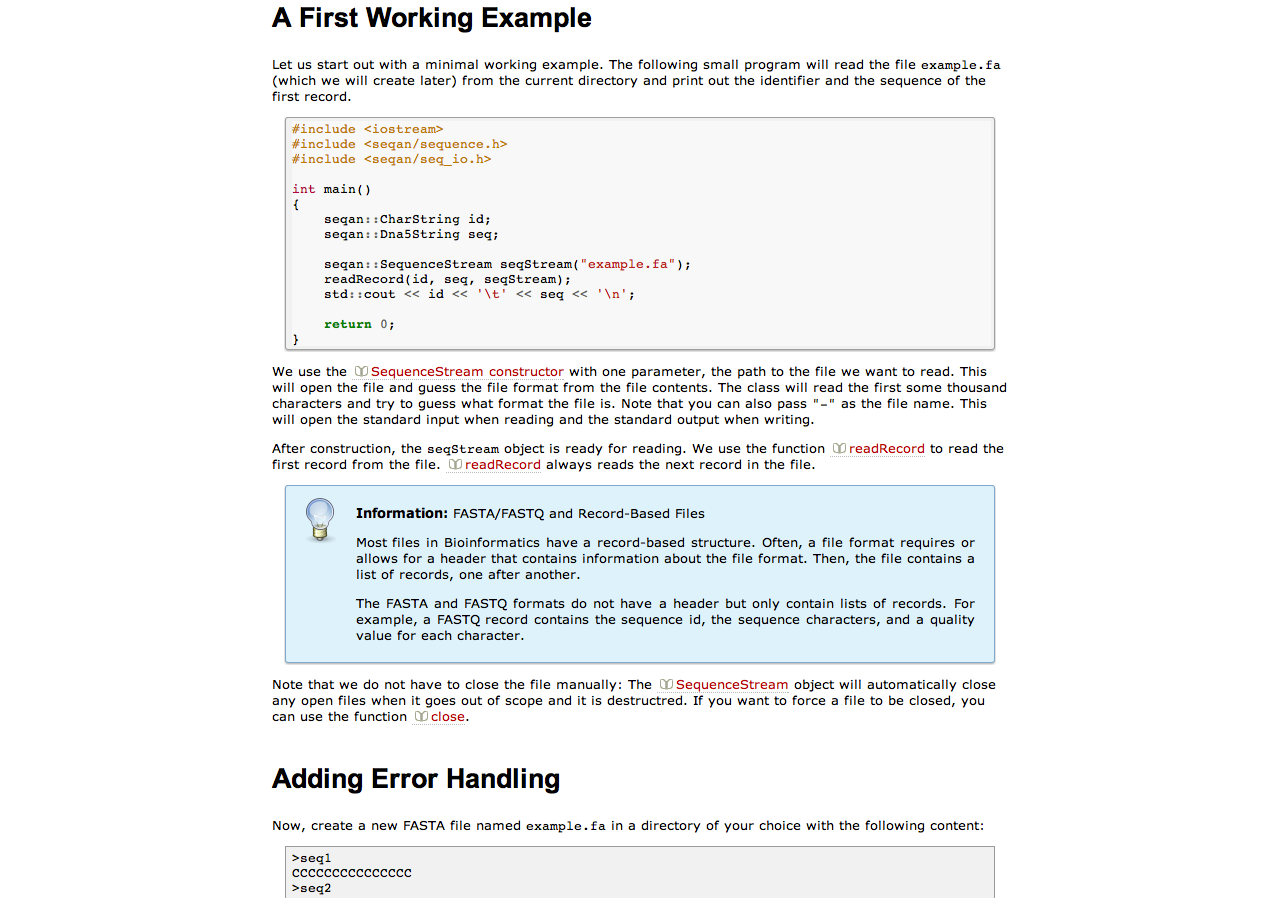 A First Working Example
Let us start out with a minimal working example. The following small program will read the file example.fa
(which we will create later) from the current directory and print out the identifier and the sequence of the
first record.
#include <iostream>
#include <seqan/sequence.h>
#include <seqan/seq_io.h>
int main()
{
    seqan::CharString id;
    seqan::Dna5String seq;
    seqan::SequenceStream seqStream("example.fa");
    readRecord(id, seq, seqStream);
    std::cout << id << '\t' << seq << '\n';
    return 0;
}
We use the SequenceStream constructor with one parameter, the path to the file we want to read. This
will open the file and guess the file format from the file contents. The class will read the first some thousand
characters and try to guess what format the file is. Note that you can also pass "-" as the file name. This
will open the standard input when reading and the standard output when writing.
After construction, the seqStream object is ready for reading. We use the function readRecord to read the
first record from the file. readRecord always reads the next record in the file.
Information: FASTA/FASTQ and Record-Based Files
Most files in Bioinformatics have a record-based structure. Often, a file format requires or
allows for a header that contains information about the file format. Then, the file contains a
list of records, one after another.
The FASTA and FASTQ formats do not have a header but only contain lists of records. For
example, a FASTQ record contains the sequence id, the sequence characters, and a quality
value for each character.
Note that we do not have to close the file manually: The SequenceStream object will automatically close
any open files when it goes out of scope and it is destructred. If you want to force a file to be closed, you
can use the function close.
Adding Error Handling
Now, create a new FASTA file named example.fa in a directory of your choice with the following content:
>seq1
CCCCCCCCCCCCCCC
>seq2